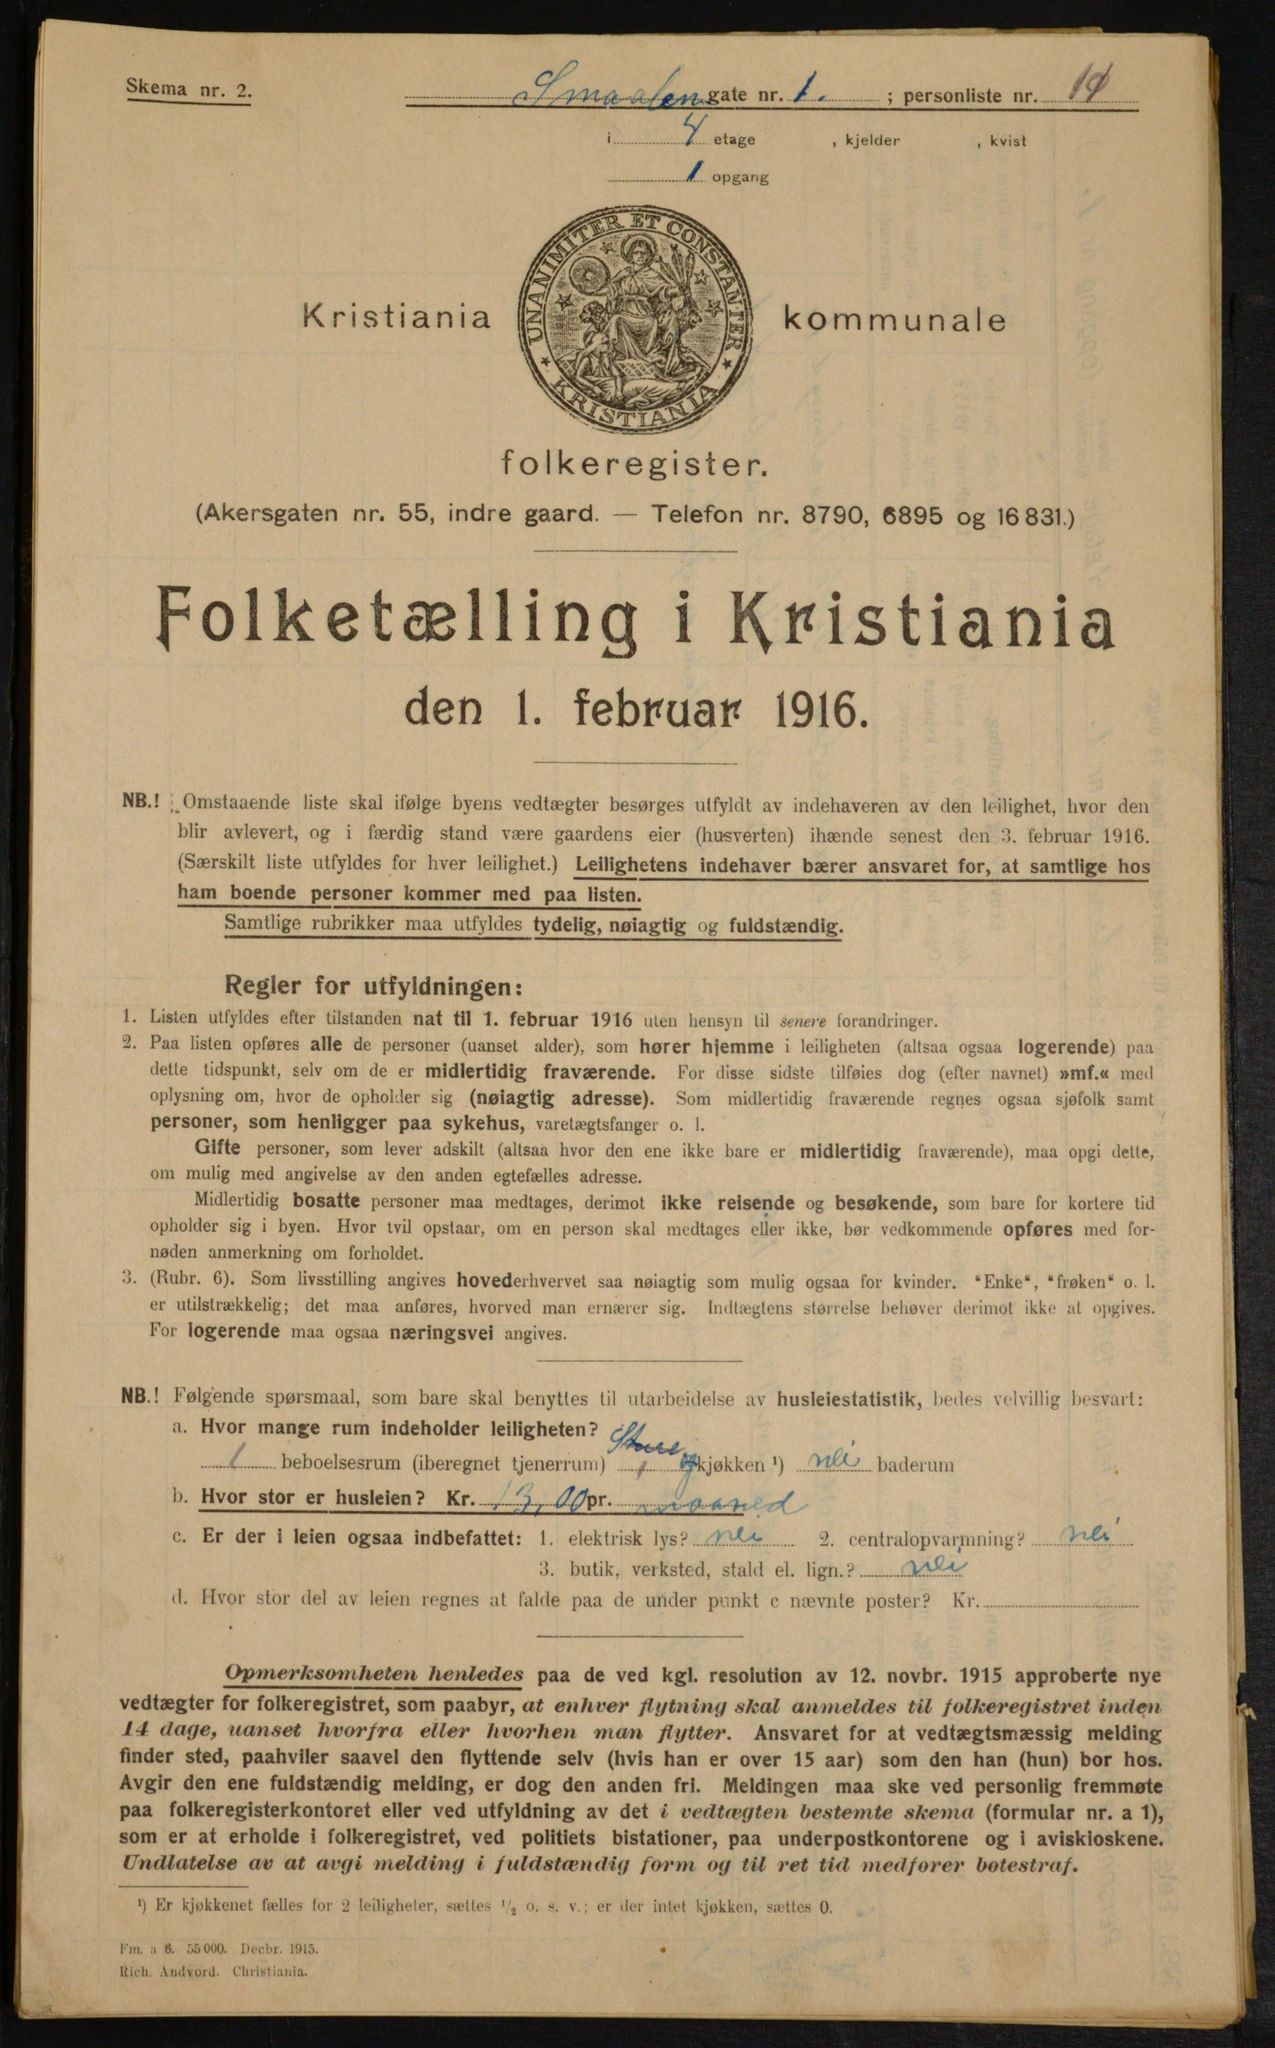 Skema nr. 2.
Smaalens gate nr. 1. ; personliste nr. 14
i 4 etage , kjelder , kvist
1 opgang
UNANIMITER ET CONSTANTER
KRISTIANIA
Kristiania kommunale
folkeregister.
(Akersgaten nr. 55, indre gaard. — Telefon nr. 8790, 6895 og 16 831.)
Folketælling i Kristiania
den 1. februar 1916.
NB.! Omstaaende liste skal ifølge byens vedtægter besørges utfyldt av indehaveren av den leilighet, hvor den
blir avlevert, og i færdig stand være gaardens eier (husverten) ihænde senest den 3. februar 1916.
(Særskilt liste utfyldes for hver leilighet.) Leilighetens indehaver bærer ansvaret for, at samtlige hos
ham boende personer kommer med paa listen.
Samtlige rubrikker maa utfyldes tydelig, nøiagtig og fuldstændig.
Regler for utfyldningen:
1. Listen utfyldes efter tilstanden nat til 1. februar 1916 uten hensyn til senere forandringer.
2. Paa listen opføres alle de personer (uanset alder), som hører hjemme i leiligheten (altsaa ogsaa logerende) paa
dette tidspunkt, selv om de er midlertidig fraværende. For disse sidste tilføies dog (efter navnet) »mf.« med
oplysning om, hvor de opholder sig (nøiagtig adresse). Som midlertidig fraværende regnes ogsaa sjøfolk samt
personer, som henligger paa sykehus, varetægtsfanger o. l.
Gifte personer, som lever adskilt (altsaa hvor den ene ikke bare er midlertidig fraværende), maa opgi dette,
om mulig med angivelse av den anden egtefælles adresse.
Midlertidig bosatte personer maa medtages, derimot ikke reisende og besøkende, som bare for kortere tid
opholder sig i byen. Hvor tvil opstaar, om en person skal medtages eller ikke, bør vedkommende opføres med for-
nøden anmerkning om forholdet.
3. (Rubr. 6). Som livsstilling angives hovederhvervet saa nøiagtig som mulig ogsaa for kvinder. "Enke", "frøken" o. l.
er utilstrækkelig; det maa anføres, hvorved man ernærer sig. Indtægtens størrelse behøver derimot ikke at opgives.
For logerende maa ogsaa næringsvei angives.
NB.! Følgende spørsmaal, som bare skal benyttes til utarbeidelse av husleiestatistik, bedes velvillig besvart:
a. Hvor mange rum indeholder leiligheten?
1 beboelsesrum (iberegnet tjenerrum) 1 og kjøkken ¹) nei baderum
b. Hvor stor er husleien? Kr. 13,00 pr. maaned
c. Er der i leien ogsaa indbefattet: 1. elektrisk lys? nei 2. centralopvarmning? nei
3. butik, verksted, stald el. lign.? nei
d. Hvor stor del av leien regnes at falde paa de under punkt c nævnte poster? Kr.
Opmerksomheten henledes paa de ved kgl. resolution av 12. novbr. 1915 approberte nye
vedtægter for folkeregistret, som paabyr, at enhver flytning skal anmeldes til folkeregistret inden
14 dage, uanset hvorfra eller hvorhen man flytter. Ansvaret for at vedtægtsmæssig melding
finder sted, paahviler saavel den flyttende selv (hvis han er over 15 aar) som den han (hun) bor hos.
Avgir den ene fuldstændig melding, er dog den anden fri. Meldingen maa ske ved personlig fremmøte
paa folkeregisterkontoret eller ved utfyldning av det i vedtægten bestemte skema (formular nr. a 1),
som er at erholde i folkeregistret, ved politiets bistationer, paa underpostkontorene og i aviskioskene.
Undlatelse av at avgi melding i fuldstændig form og til ret tid medfører bøtestraf.
¹) Er kjøkkenet fælles for 2 leiligheter, sættes ½ o. s. v.; er der intet kjøkken, sættes 0.
Fm. a 6. 55 000. Decbr. 1915.
Rich. Andvord. Christiania.